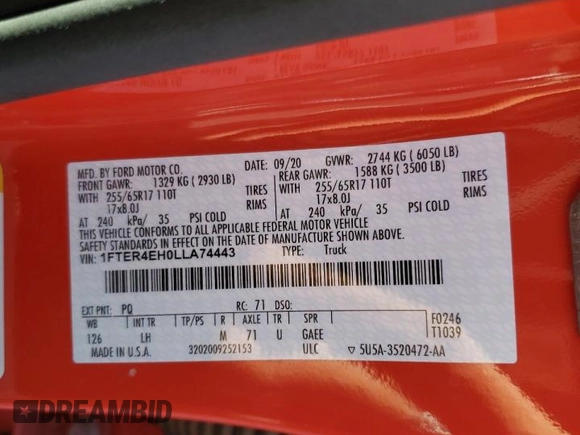 MFD. BY FORD MOTOR CO.
DATE: 09/20 GVWR: 2744 KG ( 6050 LB)
FRONT GAWR: 1329 KG ( 2930 LB) REAR GAWR: 1588 KG ( 3500 LB)
WITH 255/65R17 110T TIRES WITH 255/65R17 110T TIRES
17x8.0J RIMS 17x8.0J RIMS
AT 240 kPa/ 35 PSI COLD AT 240 kPa/ 35 PSI COLD
THIS VEHICLE CONFORMS TO ALL APPLICABLE FEDERAL MOTOR VEHICLE
SAFETY STANDARDS IN EFFECT ON THE DATE OF MANUFACTURE SHOWN ABOVE.
VIN: 1FTER4EH0LLA74443 TYPE: Truck
EXT PNT: PQ RC: 71 DSO:
WB INT TR TP/PS R AXLE TR SPR
126 LH M 71 U GAEE
F0246
T1039
MADE IN U.S.A. 3202009252153 ULC ▽ 5U5A-3520472-AA
DREAMBID